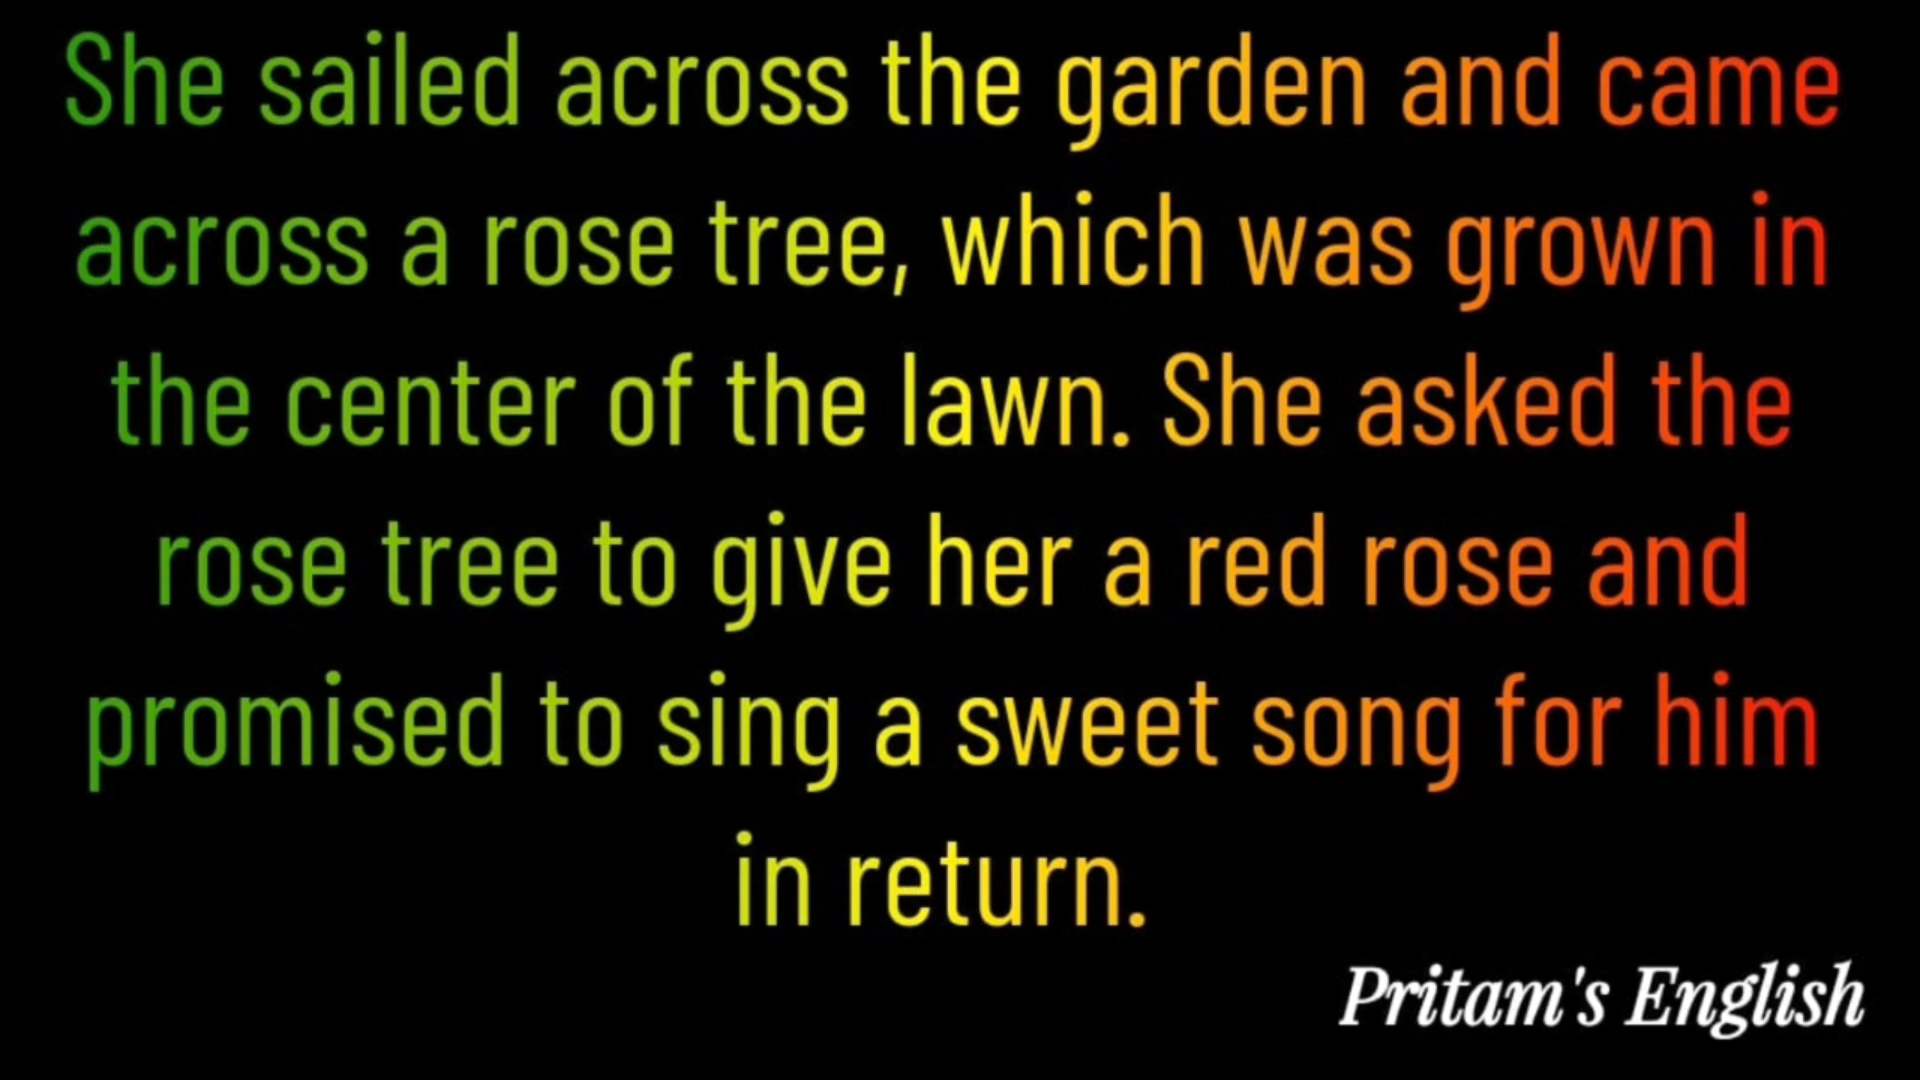 She sailed across the garden and came
across a rose tree, which was grown in
the center of the lawn. She asked the
rose tree to give her a red rose and
promised to sing a sweet song for him
in return.
Pritam's English